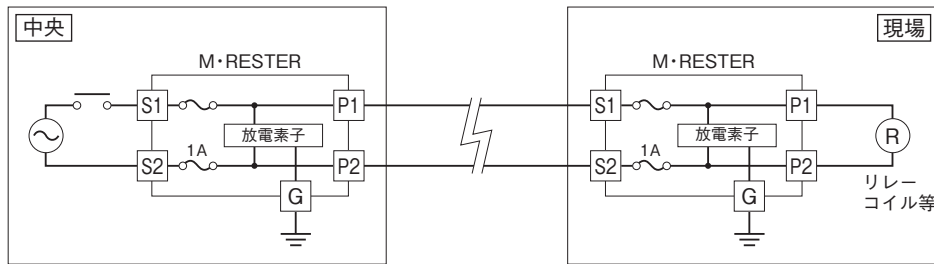 中央
M・RESTER
S1
P1
放電素子
1A
S2
P2
G
現場
M・RESTER
S1
P1
放電素子
1A
S2
P2
G
R
リレー
コイル等